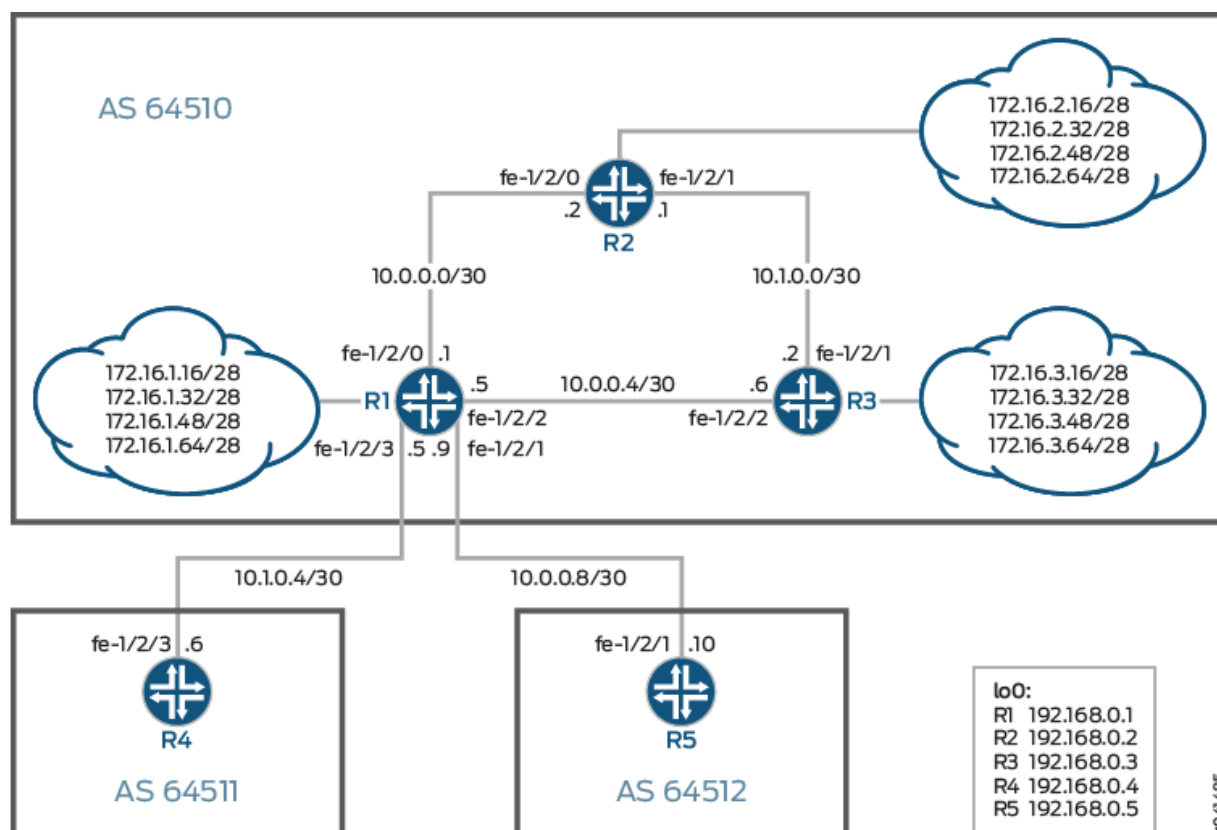 AS 64510
172.16.2.16/28
172.16.2.32/28
172.16.2.48/28
172.16.2.64/28
fe-1/2/0
fe-1/2/1
.2
.1
R2
10.0.0.0/30
10.1.0.0/30
172.16.1.16/28
172.16.1.32/28
172.16.1.48/28
172.16.1.64/28
fe-1/2/0
.1
.2
fe-1/2/1
172.16.3.16/28
172.16.3.32/28
172.16.3.48/28
172.16.3.64/28
R1
.5
10.0.0.4/30
.6
R3
fe-1/2/2
fe-1/2/2
fe-1/2/3
.5
.9
fe-1/2/1
10.1.0.4/30
10.0.0.8/30
fe-1/2/3
.6
fe-1/2/1
.10
R4
R5
AS 64511
AS 64512
lo0:
R1 192.168.0.1
R2 192.168.0.2
R3 192.168.0.3
R4 192.168.0.4
R5 192.168.0.5